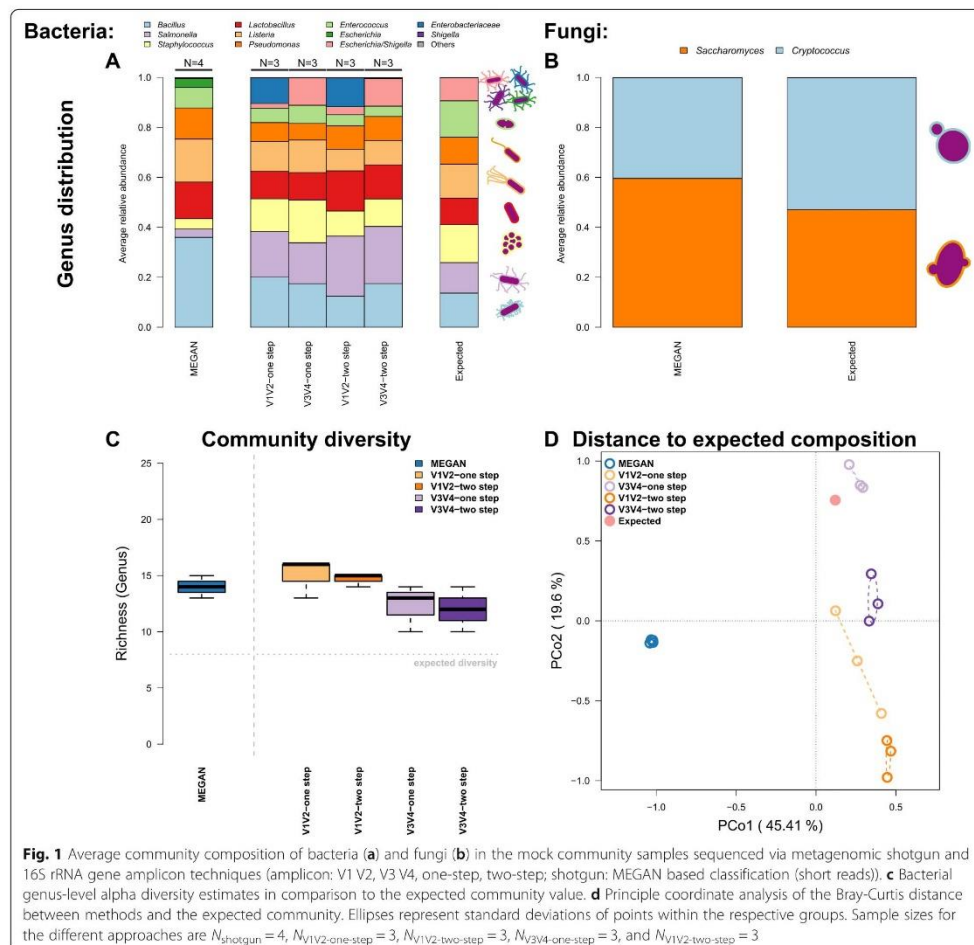 Bacteria:
Bacillus
Salmonella
Staphylococcus
Lactobacillus
Listeria
Pseudomonas
Enterococcus
Escherichia
Escherichia/Shigella
Enterobacteriaceae
Shigella
Others
Fungi:
Saccharomyces
Cryptococcus
A
N=4
N=3
N=3
N=3
N=3
Genus distribution
Average relative abundance
1.0
0.8
0.6
0.4
0.2
0.0
MEGAN
V1V2−one step
V3V4−one step
V1V2−two step
V3V4−two step
Expected
B
Average relative abundance
1.0
0.8
0.6
0.4
0.2
0.0
MEGAN
Expected
C Community diversity
MEGAN
V1V2−one step
V1V2−two step
V3V4−one step
V3V4−two step
Richness (Genus)
25
20
15
10
5
0
expected diversity
MEGAN
V1V2−one step
V1V2−two step
V3V4−one step
V3V4−two step
D Distance to expected composition
MEGAN
V1V2−one step
V3V4−one step
V1V2−two step
V3V4−two step
Expected
PCo2 ( 19.6 %)
1.0
0.5
0.0
−0.5
−1.0
−1.0
0.0
0.5
PCo1 ( 45.41 %)
Fig. 1 Average community composition of bacteria (a) and fungi (b) in the mock community samples sequenced via metagenomic shotgun and
16S rRNA gene amplicon techniques (amplicon: V1 V2, V3 V4, one-step, two-step; shotgun: MEGAN based classification (short reads)). c Bacterial
genus-level alpha diversity estimates in comparison to the expected community value. d Principle coordinate analysis of the Bray-Curtis distance
between methods and the expected community. Ellipses represent standard deviations of points within the respective groups. Sample sizes for
the different approaches are Nshotgun = 4, NV1V2-one-step = 3, NV1V2-two-step = 3, NV3V4-one-step = 3, and NV1V2-two-step = 3